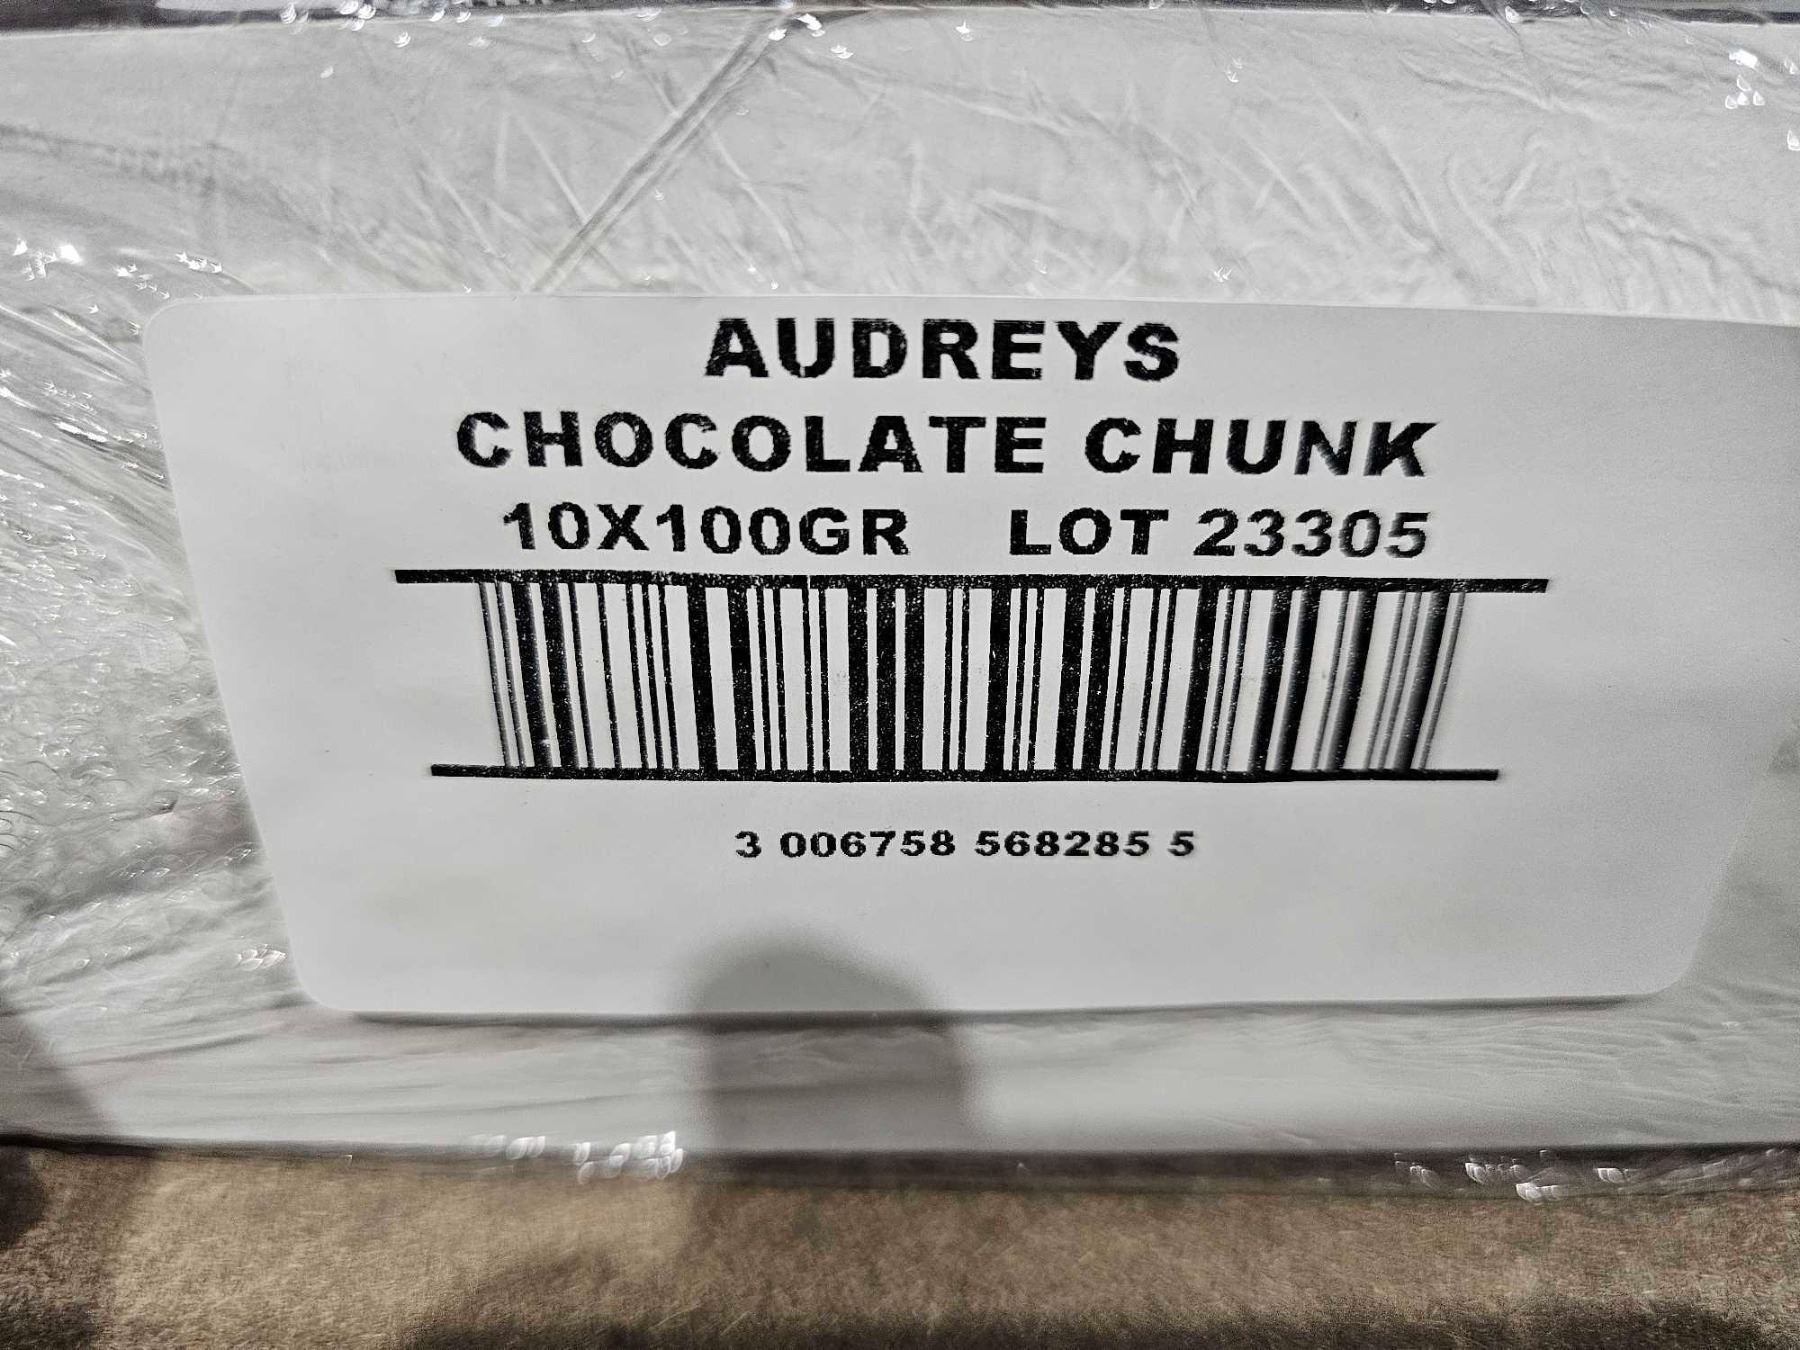 AUDREYS
CHOCOLATE CHUNK
10X100GR LOT 23305
3 006758 568285 5